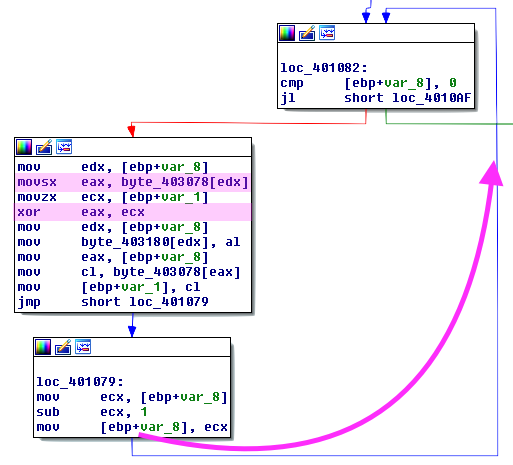 loc_401082:
cmp [ebp+var_8], 0
jl short loc_4010AF
mov edx, [ebp+var_8]
movsx eax, byte_403078[edx]
movzx ecx, [ebp+var_1]
xor eax, ecx
mov edx, [ebp+var_8]
mov byte_403180[edx], al
mov eax, [ebp+var_8]
mov cl, byte_403078[eax]
mov [ebp+var_1], cl
jmp short loc_401079
loc_401079:
mov ecx, [ebp+var_8]
sub ecx, 1
mov [ebp+var_8], ecx